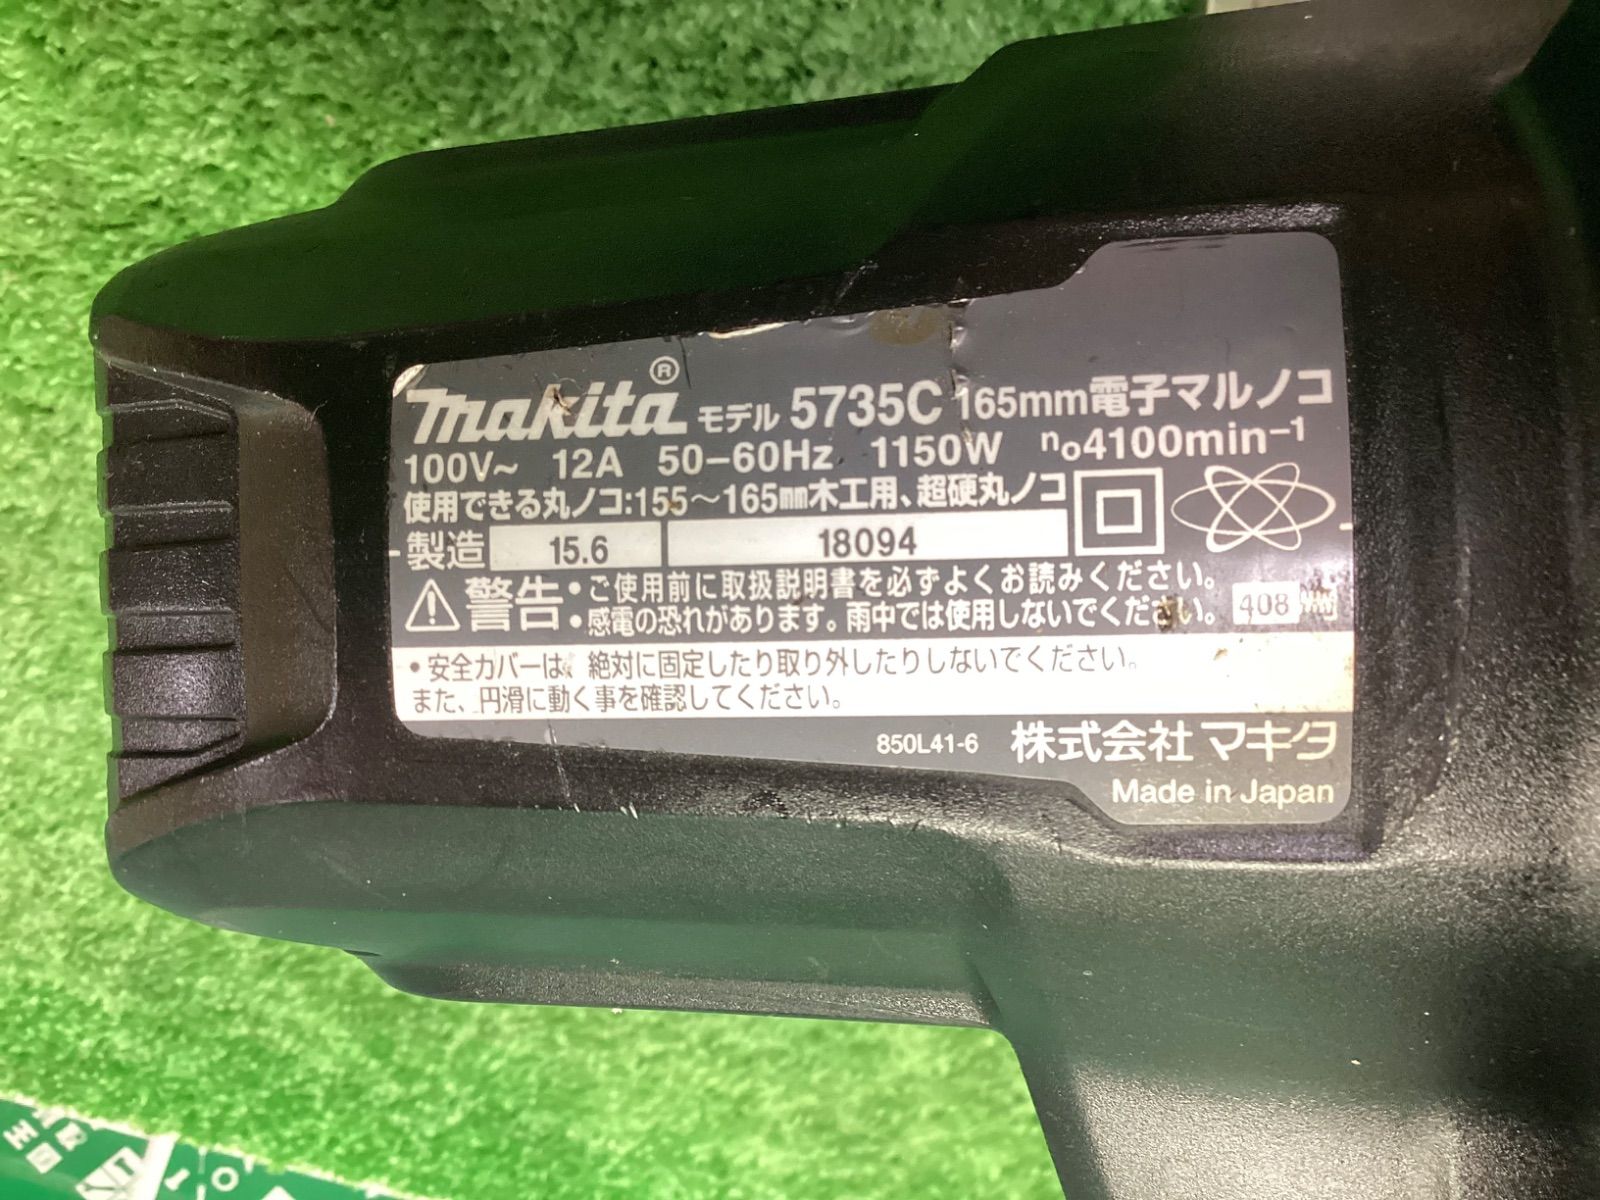 makita® モデル 5735C 165mm電子マルノコ
100V~ 12A 50-60Hz 1150W no4100min-1
使用できる丸ノコ:155~165mm木工用、超硬丸ノコ
製造 15.6 18094
警告 •ご使用前に取扱説明書を必ずよくお読みください。
•感電の恐れがあります。雨中では使用しないでください。 408
•安全カバーは、絶対に固定したり取り外したりしないでください。
また、円滑に動く事を確認してください。
850L41-6 株式会社 マキタ
Made in Japan